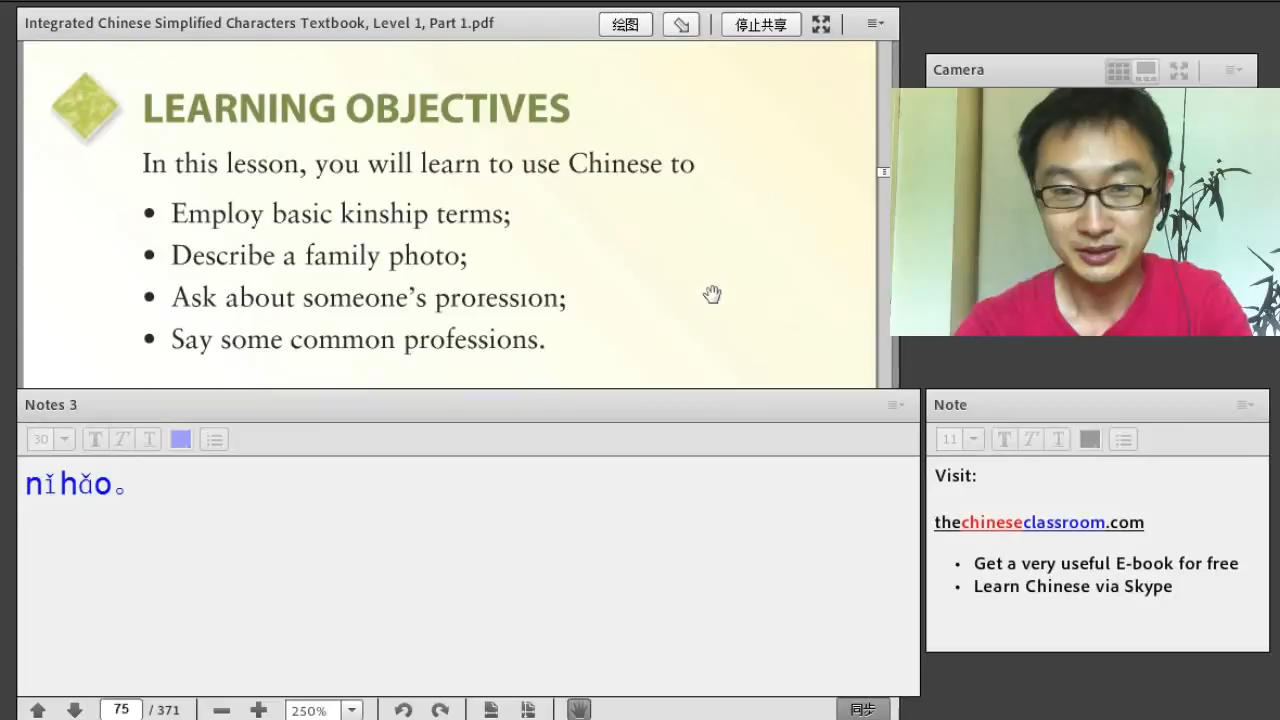 Integrated Chinese Simplified Characters Textbook, Level 1, Part 1.pdf
绘图
停止共享
LEARNING OBJECTIVES
In this lesson, you will learn to use Chinese to
• Employ basic kinship terms;
• Describe a family photo;
• Ask about someone's profession;
• Say some common professions.
Camera
Notes 3
30
T T T
nǐhǎo。
Note
11
T T T
Visit:
thechineseclassroom.com
• Get a very useful E-book for free
• Learn Chinese via Skype
75 / 371
250%
同步